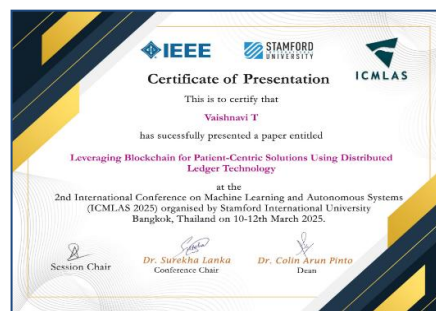 IEEE
STAMFORD
UNIVERSITY
ICMLAS
Certificate of Presentation
This is to certify that
Vaishnavi T
has sucessfully presented a paper entitled
Leveraging Blockchain for Patient-Centric Solutions Using Distributed
Ledger Technology
at the
2nd International Conference on Machine Learning and Autonomous Systems
(ICMLAS 2025) organised by Stamford International University
Bangkok, Thailand on 10-12th March 2025.
Session Chair
Dr. Surekha Lanka
Conference Chair
Dr. Colin Arun Pinto
Dean